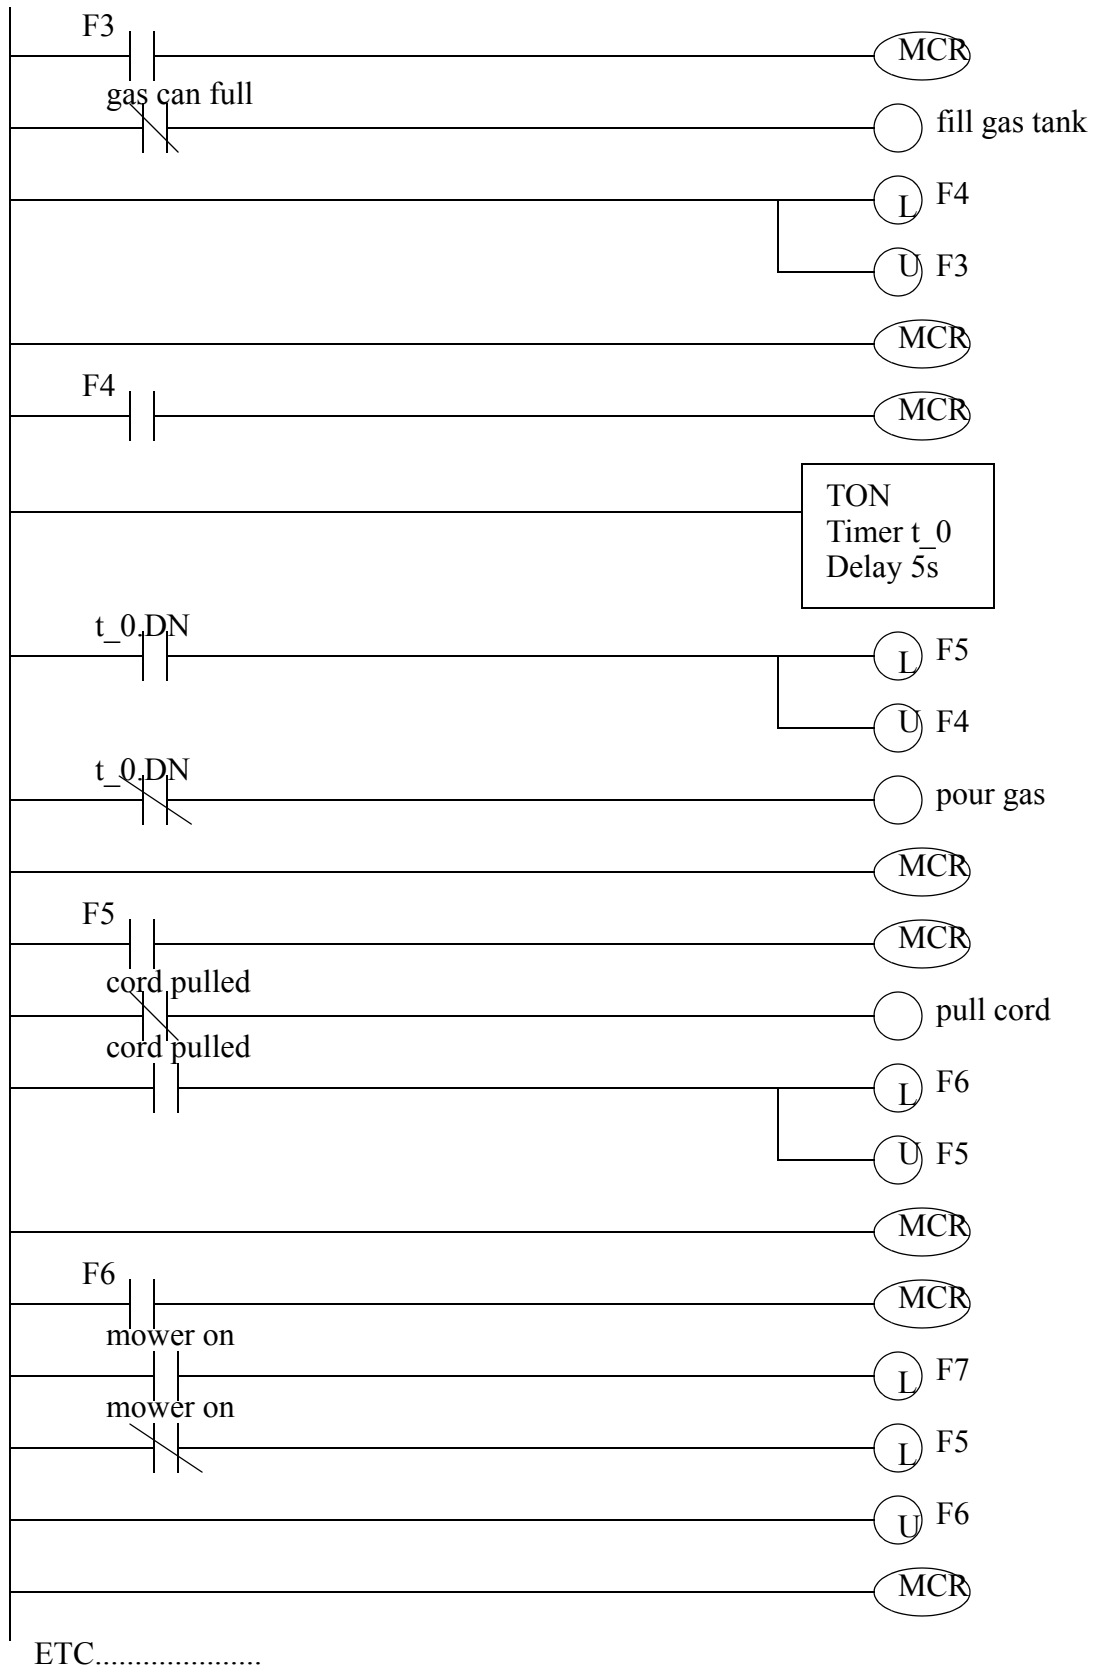 F3
MCR
gas can full
fill gas tank
L F4
U F3
MCR
F4
MCR
TON
Timer t_0
Delay 5s
t_0.DN
L F5
U F4
t_0.DN
pour gas
MCR
F5
MCR
cord pulled
pull cord
cord pulled
L F6
U F5
MCR
F6
MCR
mower on
L F7
mower on
L F5
U F6
MCR
ETC.....................